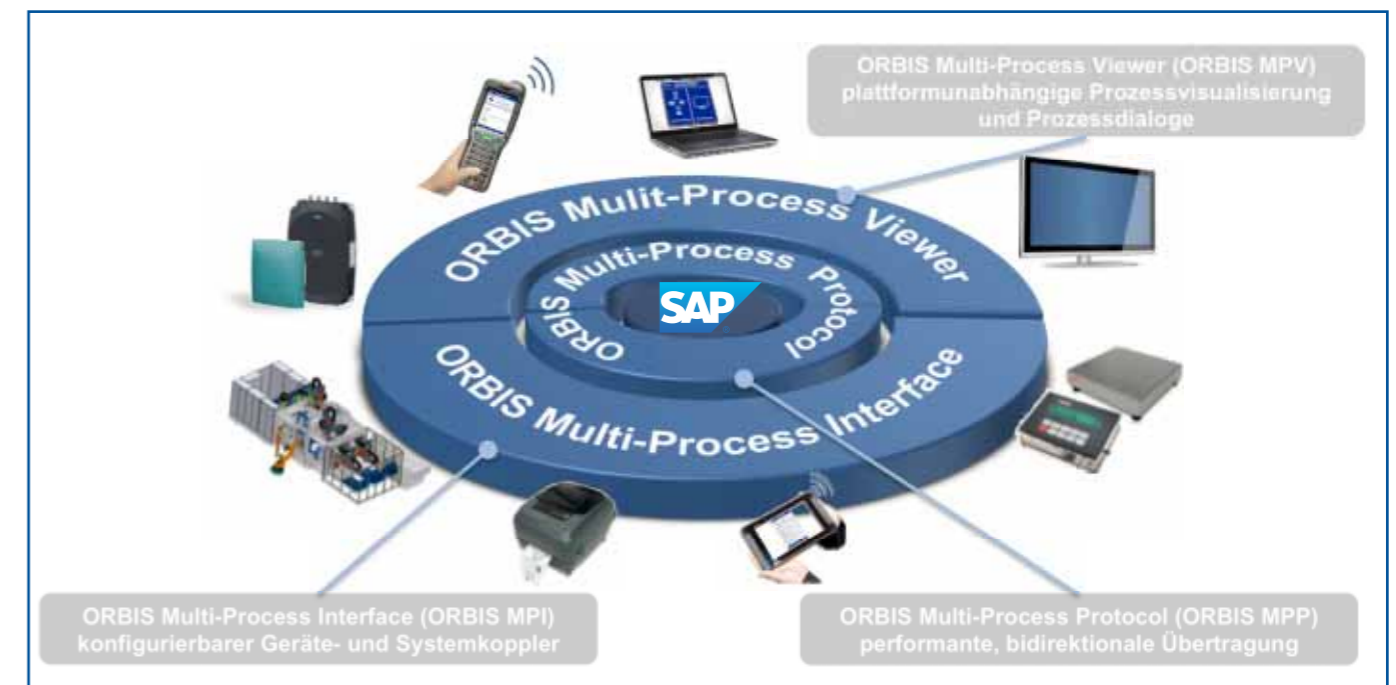 ORBIS Multi-Process Viewer (ORBIS MPV)
plattformunabhängige Prozessvisualisierung
und Prozessdialoge
ORBIS Mulit-Process Viewer
ORBIS Multi-Process Protocol
SAP
ORBIS Multi-Process Interface
ORBIS Multi-Process Interface (ORBIS MPI)
konfigurierbarer Geräte- und Systemkoppler
ORBIS Multi-Process Protocol (ORBIS MPP)
performante, bidirektionale Übertragung